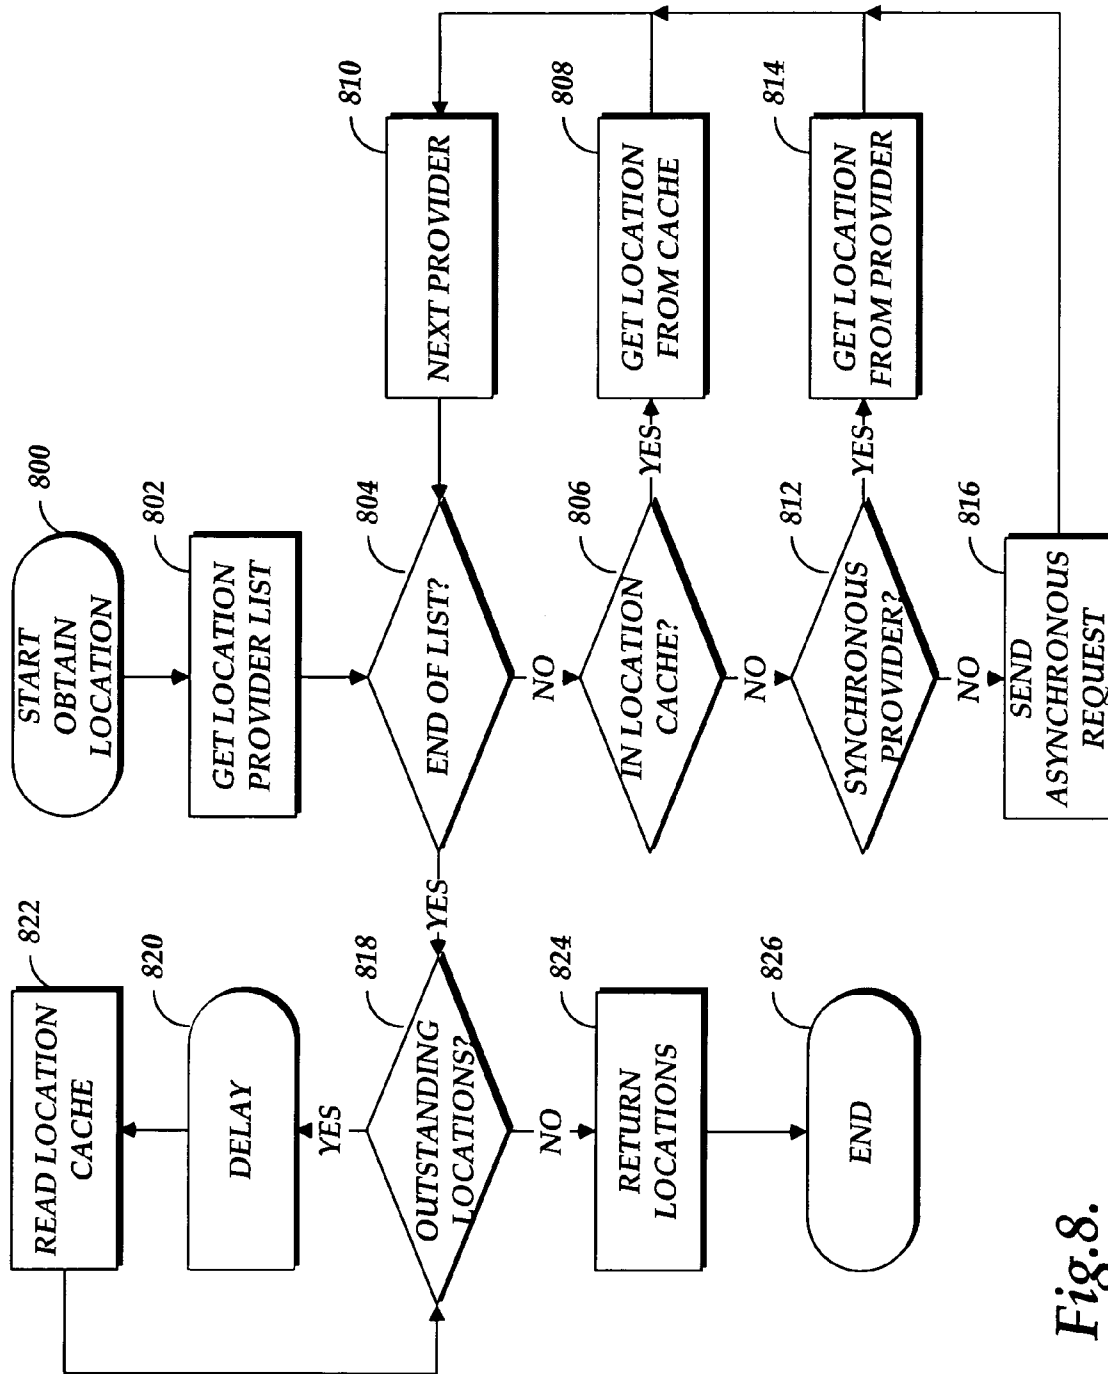 800
START
OBTAIN
LOCATION
802
GET LOCATION
PROVIDER LIST
804
END OF LIST?
YES
NO
810
NEXT PROVIDER
806
IN LOCATION
CACHE?
YES
NO
808
GET LOCATION
FROM CACHE
812
SYNCHRONOUS
PROVIDER?
YES
NO
814
GET LOCATION
FROM PROVIDER
816
SEND
ASYNCHRONOUS
REQUEST
818
OUTSTANDING
LOCATIONS?
YES
NO
820
DELAY
822
READ LOCATION
CACHE
824
RETURN
LOCATIONS
826
END
Fig.8.